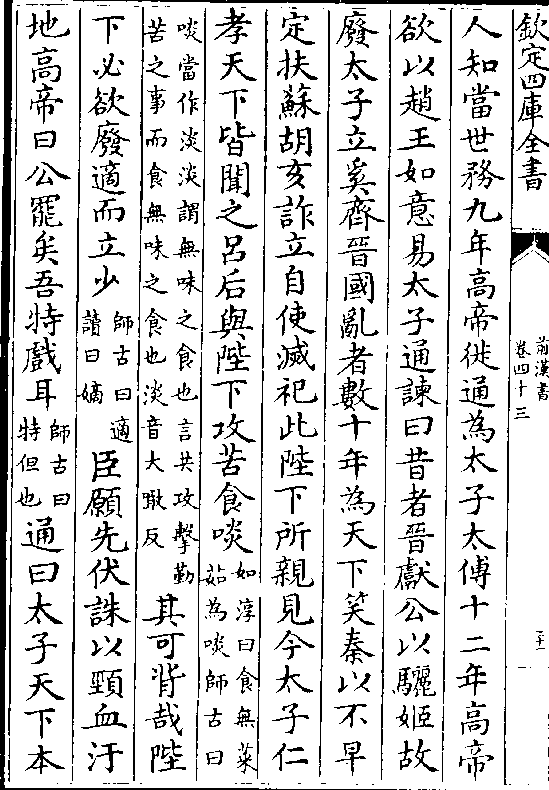 欽定四庫全書
前漢書
卷四十三
十二
人知當世務九年高帝徙通為太子太傅十二年高帝
欲以趙王如意易太子通諫曰昔者晉獻公以驪姬故
廢太子立奚齊晉國亂者數十年為天下笑秦以不早
定扶蘇胡亥詐立自使滅祀此陛下所親見今太子仁
孝天下皆聞之呂后與陛下攻苦食啖
如淳曰食無菜
茹為啖師古曰
啖當作淡淡謂無味之食也言共攻擊勤
苦之事而食無味之食也淡音大敢反
其可背哉陛
下必欲廢適而立少
師古曰適
讀曰嫡
臣願先伏誅以頸血汙
地高帝曰公罷矣吾特戲耳
師古曰
特但也
通曰太子天下本